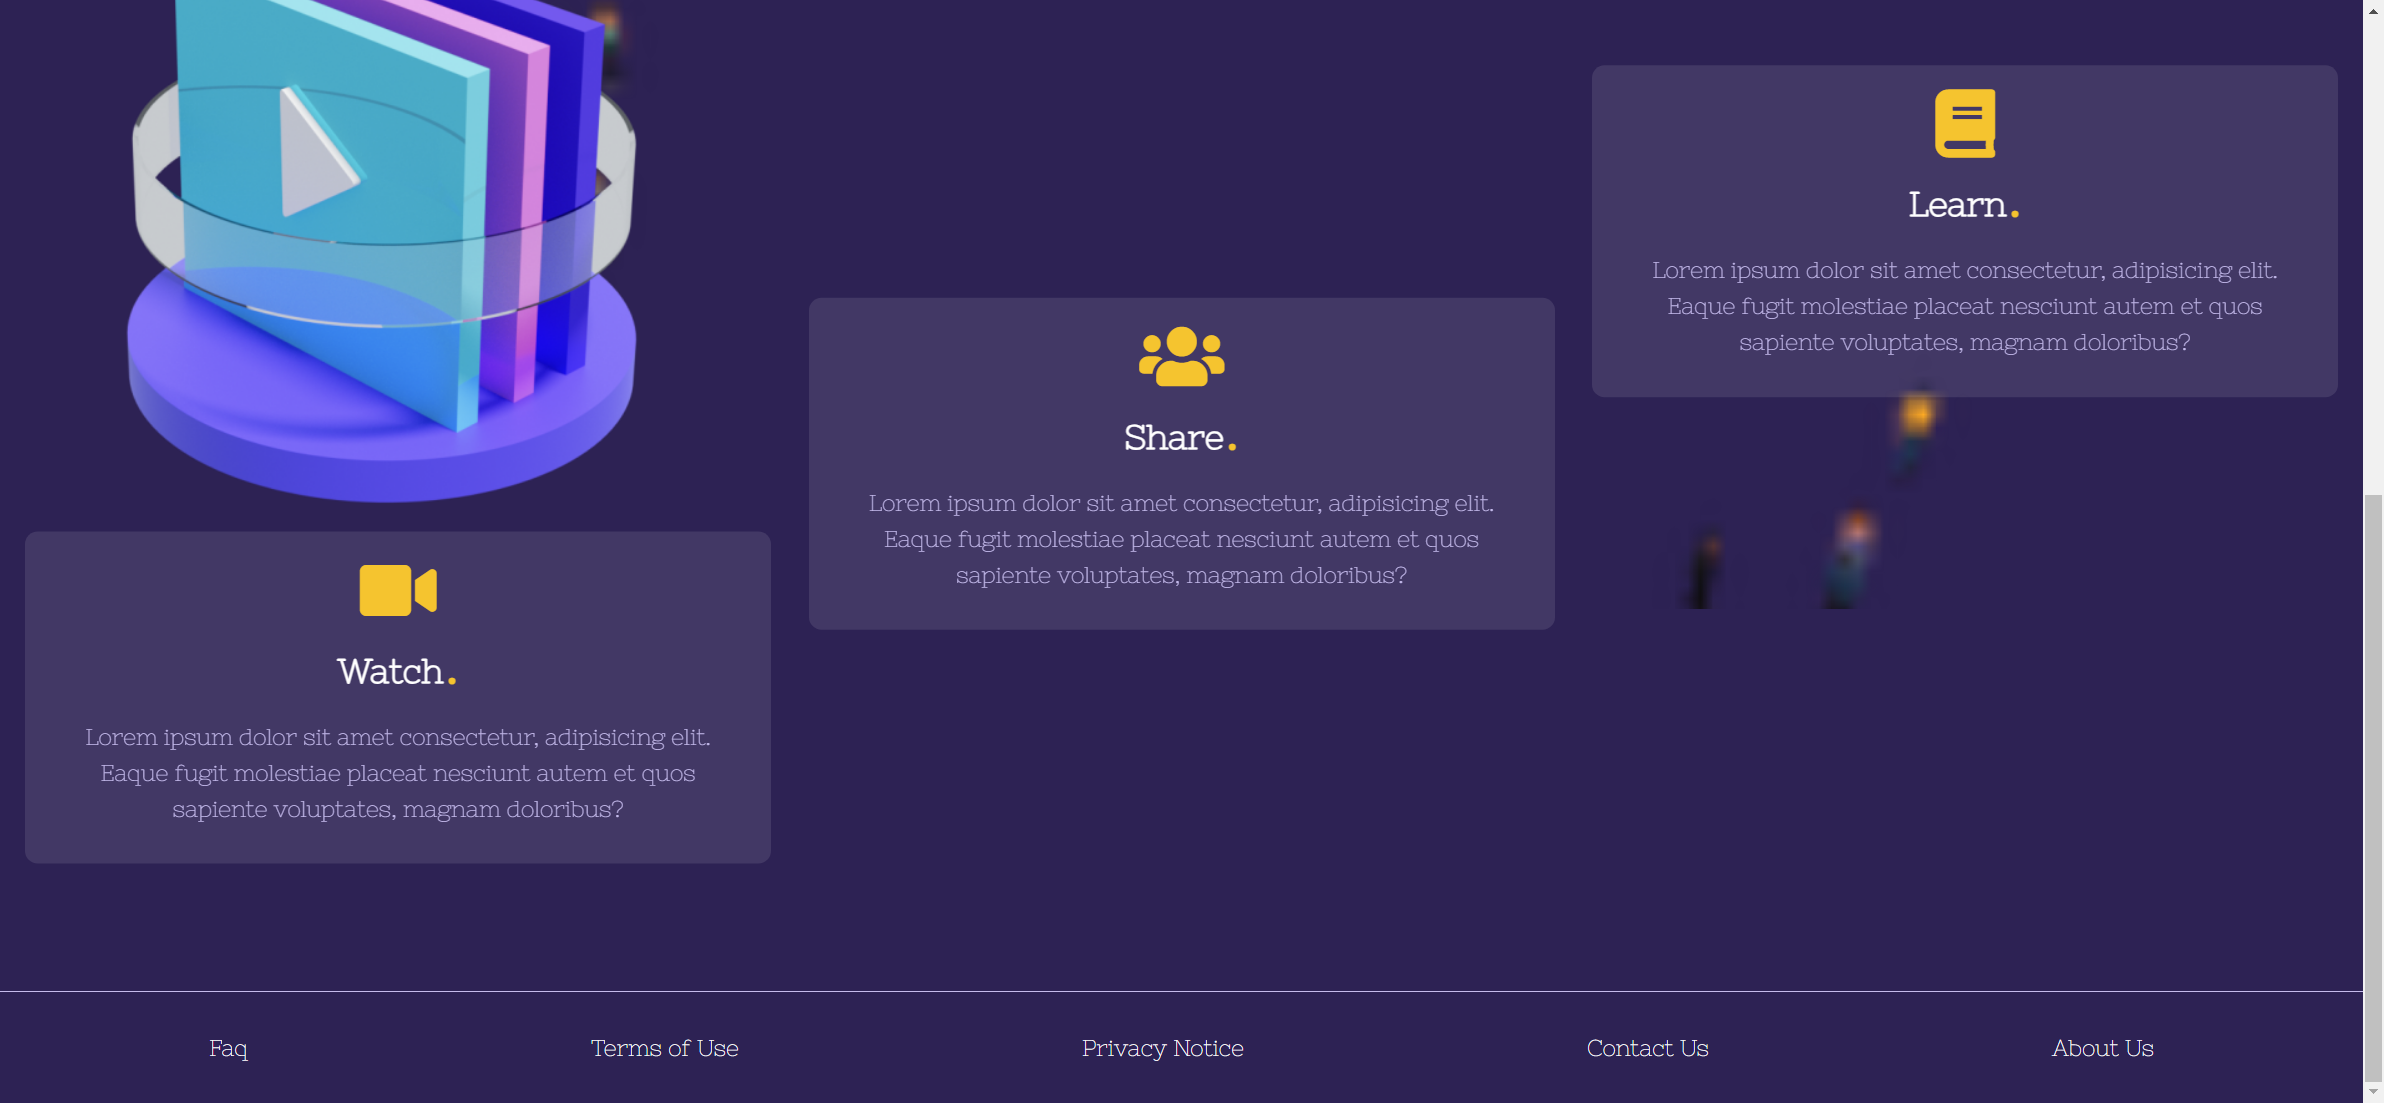 Learn.
Lorem ipsum dolor sit amet consectetur, adipisicing elit.
Eaque fugit molestiae placeat nesciunt autem et quos
sapiente voluptates, magnam doloribus?
Share.
Lorem ipsum dolor sit amet consectetur, adipisicing elit.
Eaque fugit molestiae placeat nesciunt autem et quos
sapiente voluptates, magnam doloribus?
Watch.
Lorem ipsum dolor sit amet consectetur, adipisicing elit.
Eaque fugit molestiae placeat nesciunt autem et quos
sapiente voluptates, magnam doloribus?
Faq
Terms of Use
Privacy Notice
Contact Us
About Us